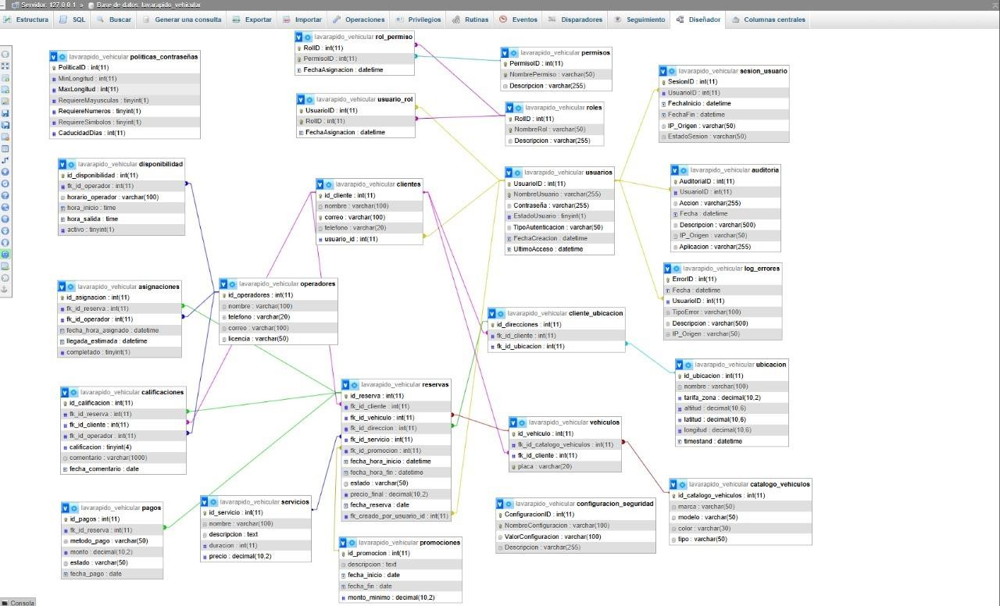 Servidor: 127.0.0.1 » Base de datos: lavarapido_vehicular
Estructura SQL Buscar Generar una consulta Exportar Importar Operaciones Privilegios Rutinas Eventos Disparadores Seguimiento Diseñador Columnas centrales
lavarapido_vehicular politicas_contraseñas
PoliticaID : int(11)
MinLongitud : int(11)
MaxLongitud : int(11)
RequiereMayusculas : tinyint(1)
RequiereNumeros : tinyint(1)
RequiereSimbolos : tinyint(1)
CaducidadDias : int(11)
lavarapido_vehicular rol_permiso
RolID : int(11)
PermisoID : int(11)
FechaAsignacion : datetime
lavarapido_vehicular permisos
PermisoID : int(11)
NombrePermiso : varchar(50)
Descripcion : varchar(255)
lavarapido_vehicular sesion_usuario
SesionID : int(11)
UsuarioID : int(11)
FechaInicio : datetime
FechaFin : datetime
IP_Origen : varchar(50)
EstadoSesion : varchar(50)
lavarapido_vehicular usuario_rol
UsuarioID : int(11)
RolID : int(11)
FechaAsignacion : datetime
lavarapido_vehicular roles
RolID : int(11)
NombreRol : varchar(50)
Descripcion : varchar(255)
lavarapido_vehicular disponibilidad
id_disponibilidad : int(11)
fk_id_operador : int(11)
horario_operador : varchar(100)
hora_inicio : time
hora_salida : time
activo : tinyint(1)
lavarapido_vehicular clientes
id_cliente : int(11)
nombre : varchar(100)
correo : varchar(100)
telefono : varchar(20)
usuario_id : int(11)
lavarapido_vehicular usuarios
UsuarioID : int(11)
NombreUsuario : varchar(255)
Contraseña : varchar(255)
EstadoUsuario : tinyint(1)
TipoAutenticacion : varchar(50)
FechaCreacion : datetime
UltimoAcceso : datetime
lavarapido_vehicular auditoria
AuditoriaID : int(11)
UsuarioID : int(11)
Accion : varchar(255)
Fecha : datetime
Descripcion : varchar(500)
IP_Origen : varchar(50)
Aplicacion : varchar(255)
lavarapido_vehicular log_errores
ErrorID : int(11)
Fecha : datetime
UsuarioID : int(11)
TipoError : varchar(100)
Descripcion : varchar(500)
IP_Origen : varchar(50)
lavarapido_vehicular asignaciones
id_asignacion : int(11)
fk_id_reserva : int(11)
fk_id_operador : int(11)
fecha_hora_asignado : datetime
llegada_estimada : datetime
completado : tinyint(1)
lavarapido_vehicular operadores
id_operadores : int(11)
nombre : varchar(100)
telefono : varchar(20)
correo : varchar(100)
licencia : varchar(50)
lavarapido_vehicular cliente_ubicacion
id_direcciones : int(11)
fk_id_cliente : int(11)
fk_id_ubicacion : int(11)
lavarapido_vehicular ubicacion
id_ubicacion : int(11)
nombre : varchar(100)
tarifa_zona : decimal(10,2)
altitud : decimal(10,6)
latitud : decimal(10,6)
longitud : decimal(10,6)
timestand : datetime
lavarapido_vehicular calificaciones
id_calificacion : int(11)
fk_id_reserva : int(11)
fk_id_cliente : int(11)
fk_id_operador : int(11)
calificacion : tinyint(4)
comentario : varchar(1000)
fecha_comentario : date
lavarapido_vehicular reservas
id_reserva : int(11)
fk_id_cliente : int(11)
fk_id_vehiculo : int(11)
fk_id_direccion : int(11)
fk_id_servicio : int(11)
fk_id_promocion : int(11)
fecha_hora_inicio : datetime
fecha_hora_fin : datetime
estado : varchar(50)
precio_final : decimal(10,2)
fecha_reserva : date
fk_creado_por_usuario_id : int(11)
lavarapido_vehicular vehiculos
id_vehiculo : int(11)
fk_id_catalogo_vehiculos : int(11)
fk_id_cliente : int(11)
placa : varchar(20)
lavarapido_vehicular catalogo_vehiculos
id_catalogo_vehiculos : int(11)
marca : varchar(50)
modelo : varchar(50)
color : varchar(30)
tipo : varchar(50)
lavarapido_vehicular pagos
id_pagos : int(11)
fk_id_reserva : int(11)
metodo_pago : varchar(50)
monto : decimal(10,2)
estado : varchar(50)
fecha_pago : date
lavarapido_vehicular servicios
id_servicio : int(11)
nombre : varchar(100)
descripcion : text
duracion : int(11)
precio : decimal(10,2)
lavarapido_vehicular configuracion_seguridad
ConfiguracionID : int(11)
NombreConfiguracion : varchar(100)
ValorConfiguracion : varchar(100)
Descripcion : varchar(255)
lavarapido_vehicular promociones
id_promocion : int(11)
descripcion : text
fecha_inicio : date
fecha_fin : date
monto_minimo : decimal(10,2)
Consola